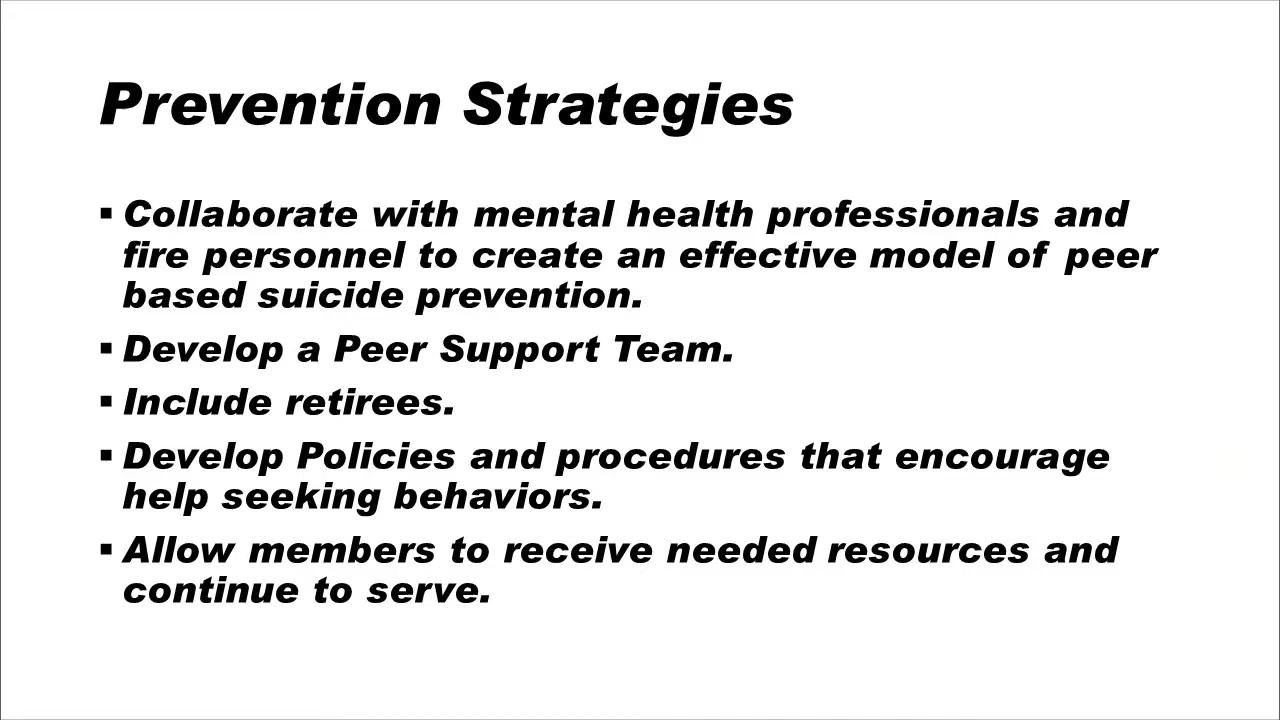 Prevention Strategies
▪ Collaborate with mental health professionals and
fire personnel to create an effective model of peer
based suicide prevention.
▪ Develop a Peer Support Team.
▪ Include retirees.
▪ Develop Policies and procedures that encourage
help seeking behaviors.
▪ Allow members to receive needed resources and
continue to serve.